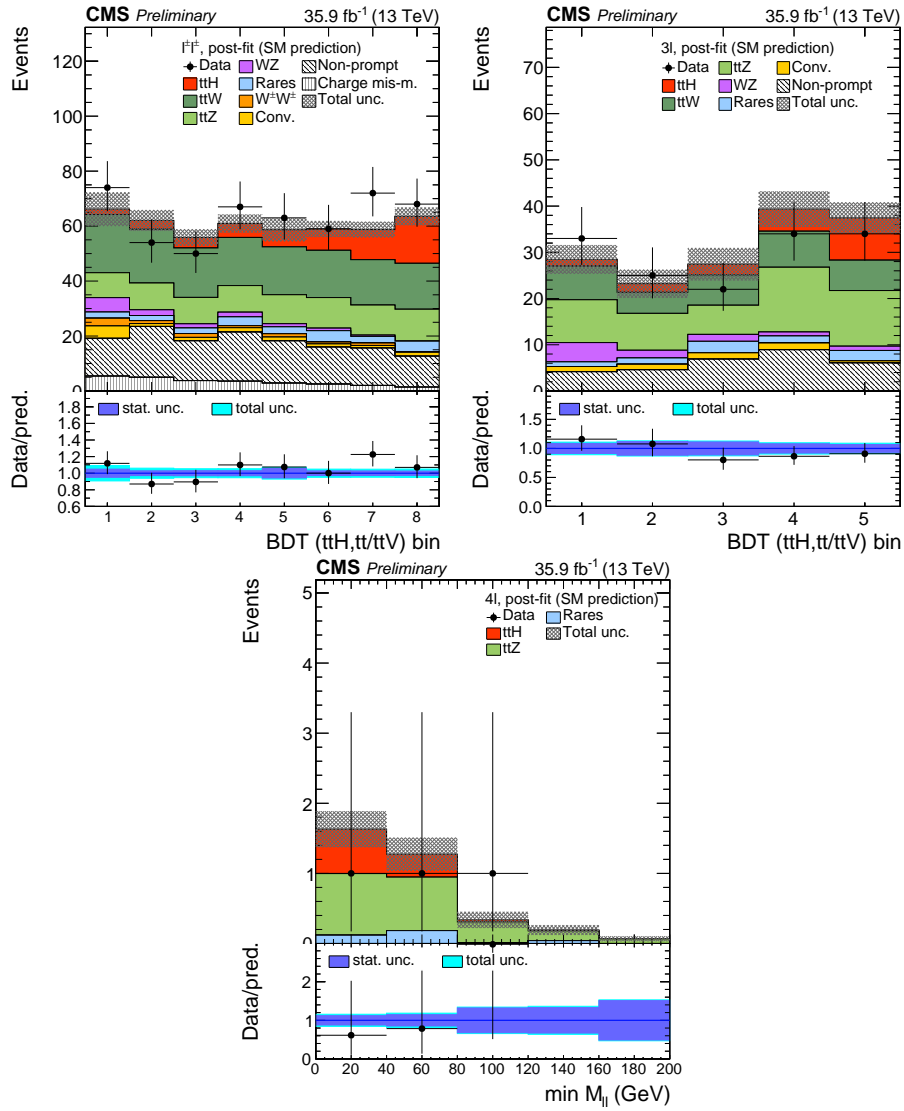 CMS Preliminary 35.9 fb⁻¹ (13 TeV)
Events
l±l±, post-fit (SM prediction)
Data WZ Non-prompt
ttH Rares Charge mis-m.
ttW W±W± Total unc.
ttZ Conv.
120
100
80
60
40
20
0
Data/pred.
stat. unc. total unc.
1.8
1.6
1.4
1.2
1.0
0.8
0.6
1 2 3 4 5 6 7 8
BDT (ttH,tt/ttV) bin
CMS Preliminary 35.9 fb⁻¹ (13 TeV)
Events
3l, post-fit (SM prediction)
Data ttZ Conv.
ttH WZ Non-prompt
ttW Rares Total unc.
70
60
50
40
30
20
10
0
Data/pred.
stat. unc. total unc.
1.5
1.0
0.5
0.0
1 2 3 4 5
BDT (ttH,tt/ttV) bin
CMS Preliminary 35.9 fb⁻¹ (13 TeV)
Events
4l, post-fit (SM prediction)
Data Rares
ttH Total unc.
ttZ
5
4
3
2
1
0
Data/pred.
stat. unc. total unc.
2
1
0
0 20 40 60 80 100 120 140 160 180 200
min M_ll (GeV)